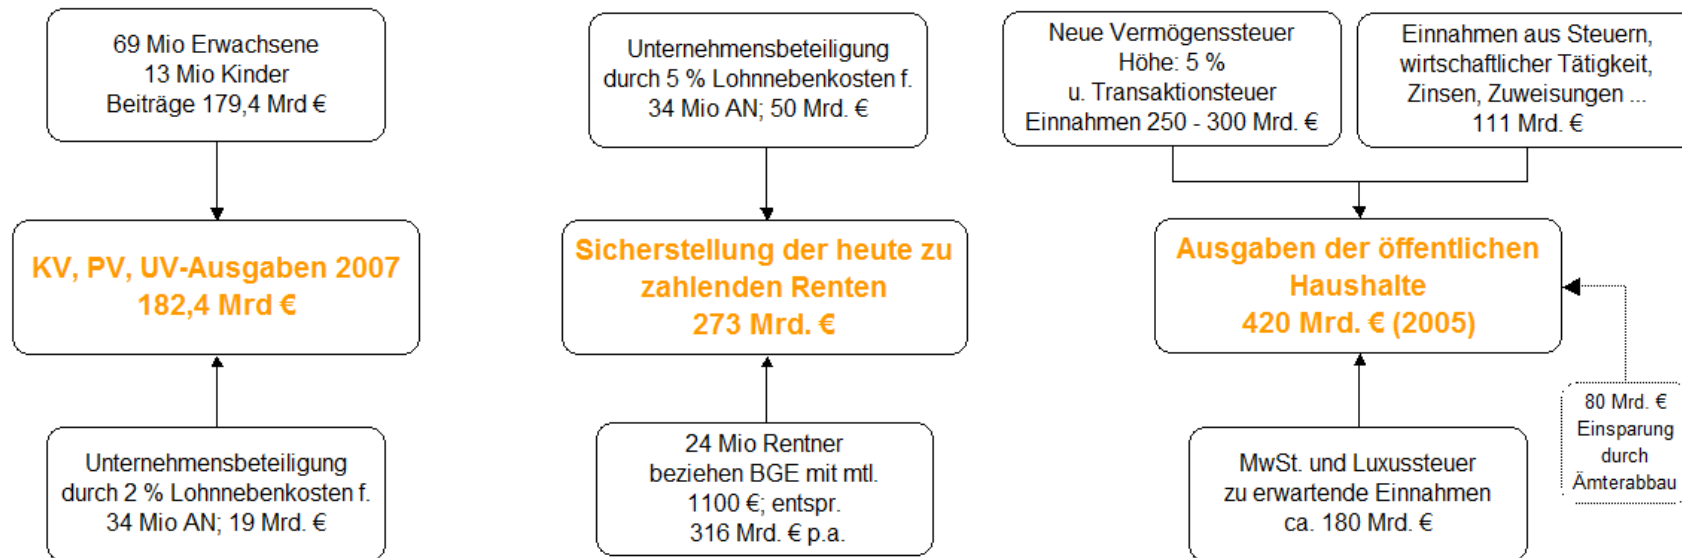 69 Mio Erwachsene
13 Mio Kinder
Beiträge 179,4 Mrd €
KV, PV, UV-Ausgaben 2007
182,4 Mrd €
Unternehmensbeteiligung
durch 2 % Lohnnebenkosten f.
34 Mio AN; 19 Mrd. €
Unternehmensbeteiligung
durch 5 % Lohnnebenkosten f.
34 Mio AN; 50 Mrd. €
Sicherstellung der heute zu
zahlenden Renten
273 Mrd. €
24 Mio Rentner
beziehen BGE mit mtl.
1100 €; entspr.
316 Mrd. € p.a.
Neue Vermögenssteuer
Höhe: 5 %
u. Transaktionsteuer
Einnahmen 250 - 300 Mrd. €
Einnahmen aus Steuern,
wirtschaftlicher Tätigkeit,
Zinsen, Zuweisungen ...
111 Mrd. €
Ausgaben der öffentlichen
Haushalte
420 Mrd. € (2005)
MwSt. und Luxussteuer
zu erwartende Einnahmen
ca. 180 Mrd. €
80 Mrd. €
Einsparung
durch
Ämterabbau